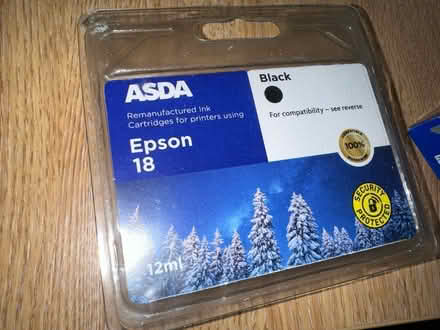 ASDA
Remanufactured Ink
Cartridges for printers using
Epson
18
Black
For compatibility – see reverse
100%
SECURITY
PROTECTED
12ml